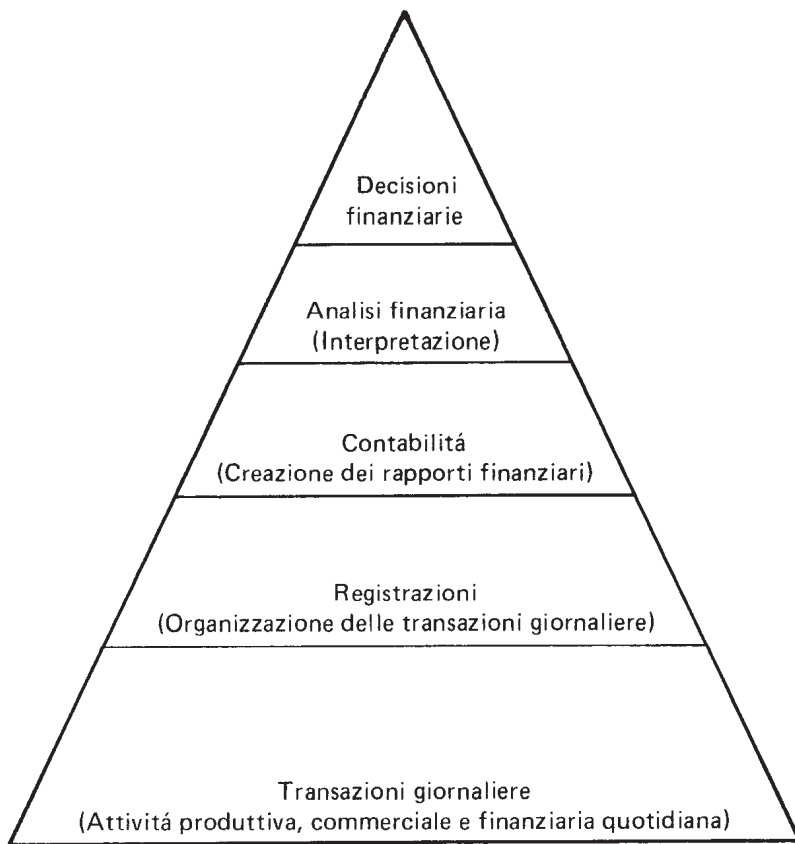 Decisioni
finanziarie
Analisi finanziaria
(Interpretazione)
Contabilitá
(Creazione dei rapporti finanziari)
Registrazioni
(Organizzazione delle transazioni giornaliere)
Transazioni giornaliere
(Attivitá produttiva, commerciale e finanziaria quotidiana)